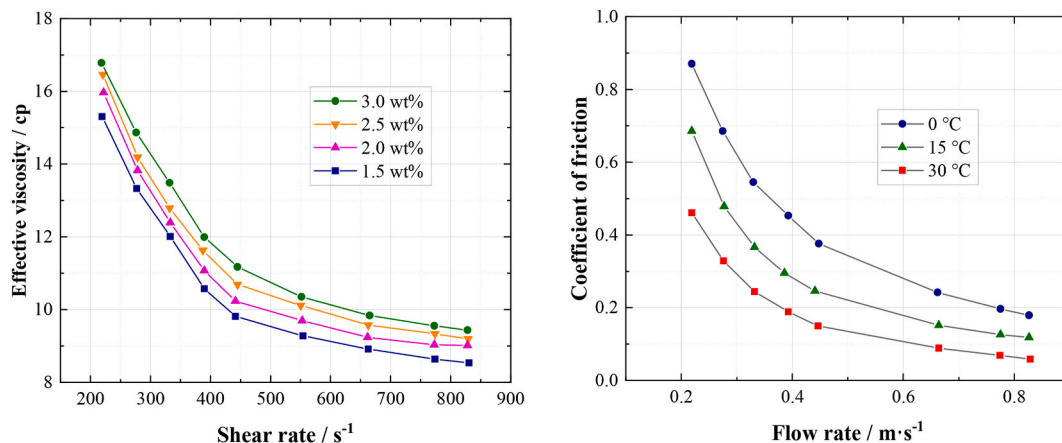 18
16
14
12
10
8
Effective viscosity / cp
3.0 wt%
2.5 wt%
2.0 wt%
1.5 wt%
200 300 400 500 600 700 800 900
Shear rate / s⁻¹
1.0
0.8
0.6
0.4
0.2
0.0
Coefficient of friction
0 °C
15 °C
30 °C
0.2 0.4 0.6 0.8
Flow rate / m·s⁻¹